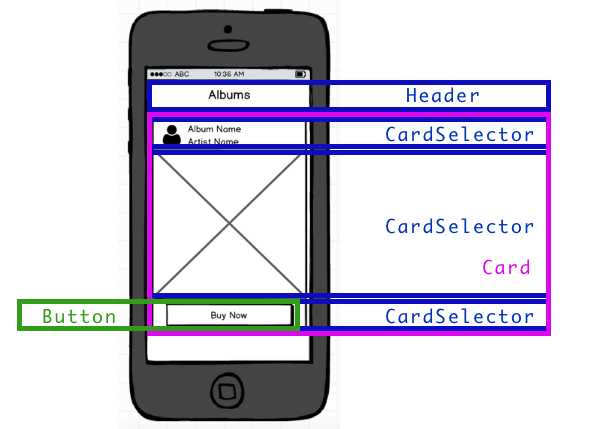 ABC 10:36 AM
Albums Header
Album Name CardSelector
Artist Name
CardSelector
Card
Button Buy Now CardSelector